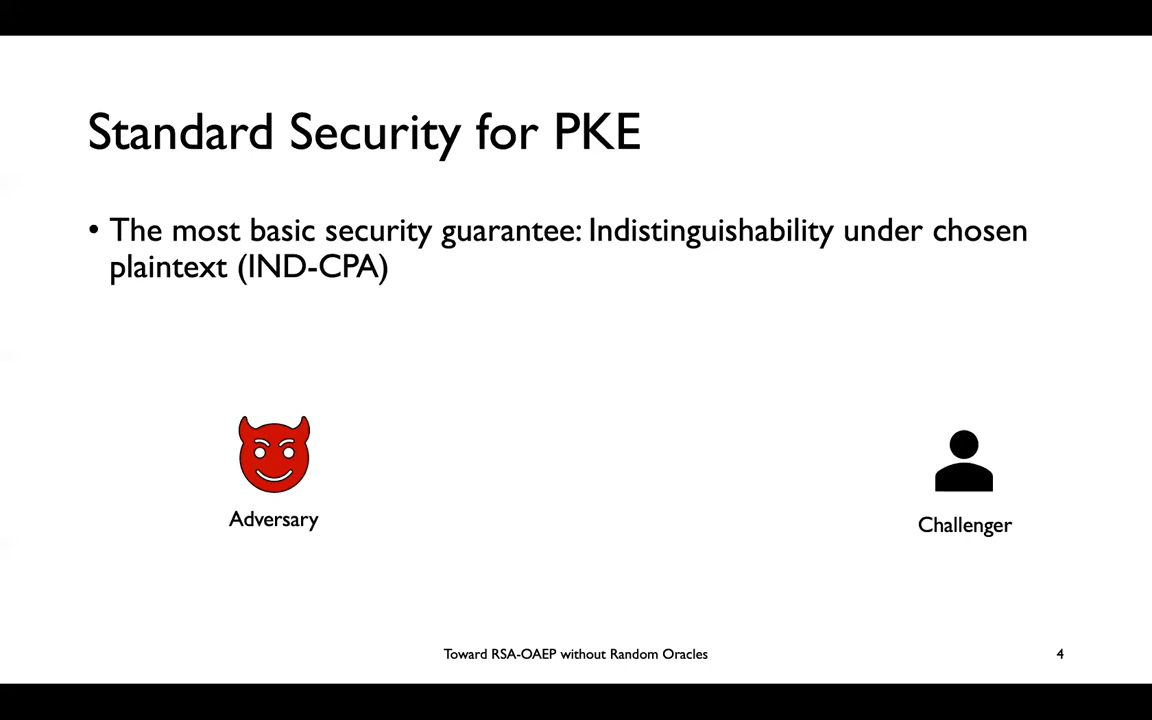 Standard Security for PKE
• The most basic security guarantee: Indistinguishability under chosen
plaintext (IND-CPA)
Adversary
Challenger
Toward RSA-OAEP without Random Oracles
4